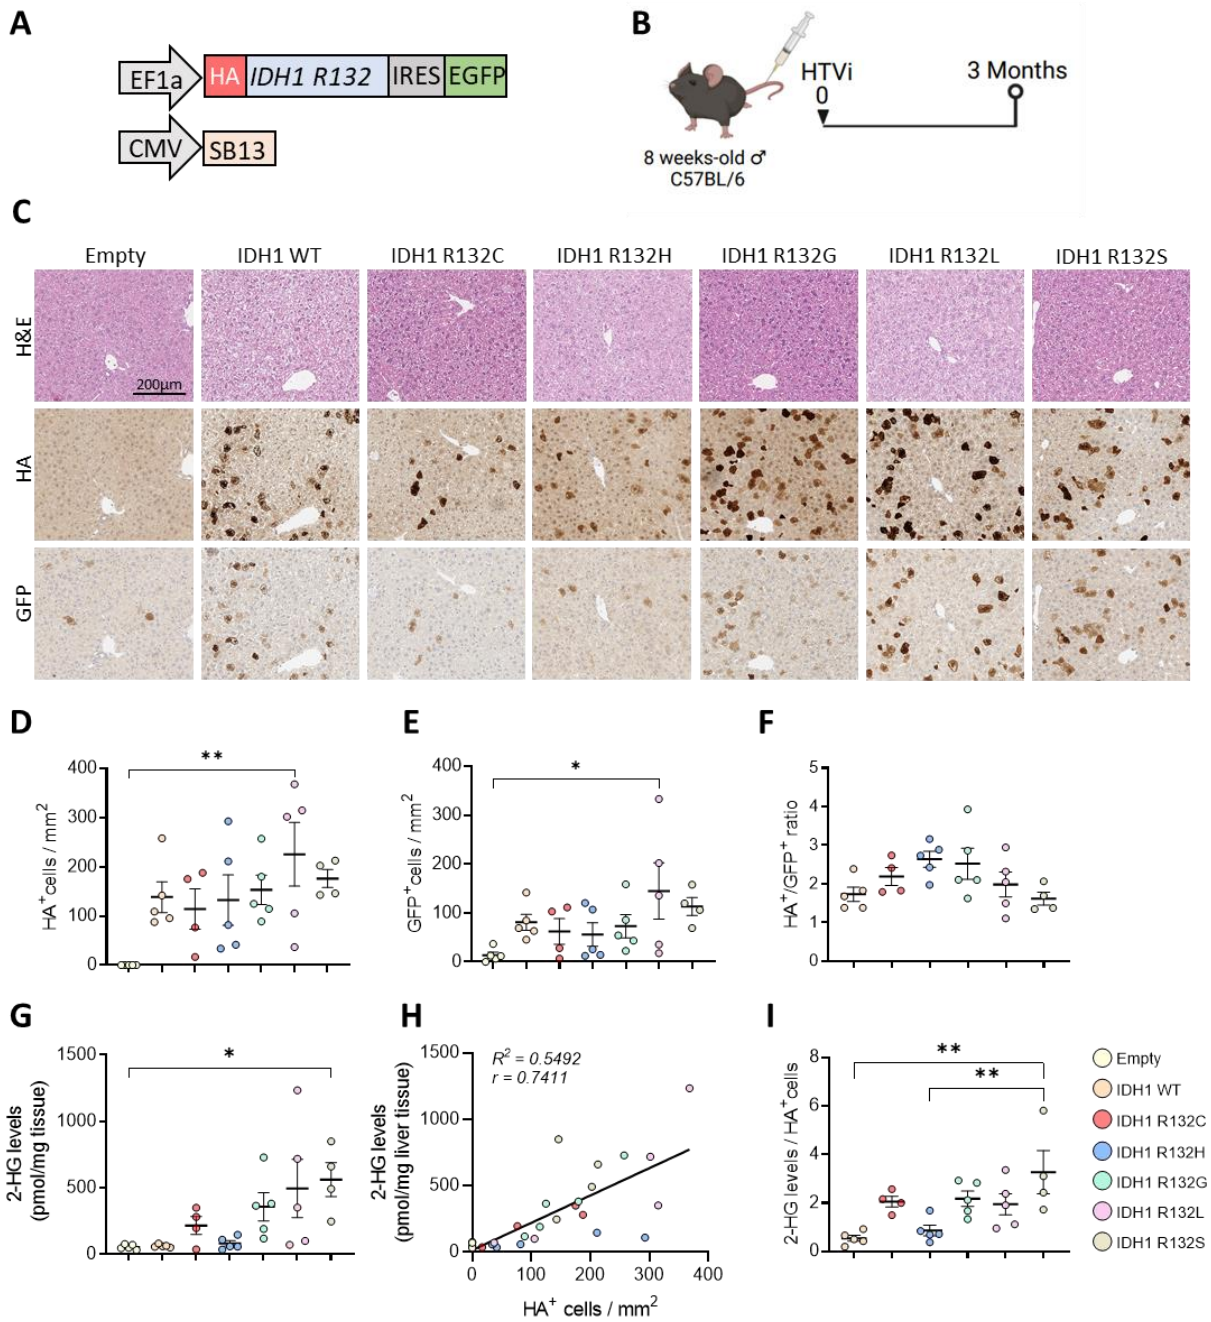 A
EF1a HA IDH1 R132 IRES EGFP
CMV SB13
B
HTVi
0
3 Months
8 weeks-old ♂
C57BL/6
C
Empty IDH1 WT IDH1 R132C IDH1 R132H IDH1 R132G IDH1 R132L IDH1 R132S
H&E
200µm
HA
GFP
D
HA⁺cells / mm²
400
300
200
100
0
**
E
GFP⁺cells / mm²
400
300
200
100
0
*
F
HA⁺/GFP⁺ ratio
5
4
3
2
1
0
G
2-HG levels
(pmol/mg tissue)
1500
1000
500
0
*
H
2-HG levels
(pmol/mg liver tissue)
1500
1000
500
0
R² = 0.5492
r = 0.7411
0 100 200 300 400
HA⁺ cells / mm²
I
2-HG levels / HA⁺cells
8
6
4
2
0
**
**
Empty
IDH1 WT
IDH1 R132C
IDH1 R132H
IDH1 R132G
IDH1 R132L
IDH1 R132S